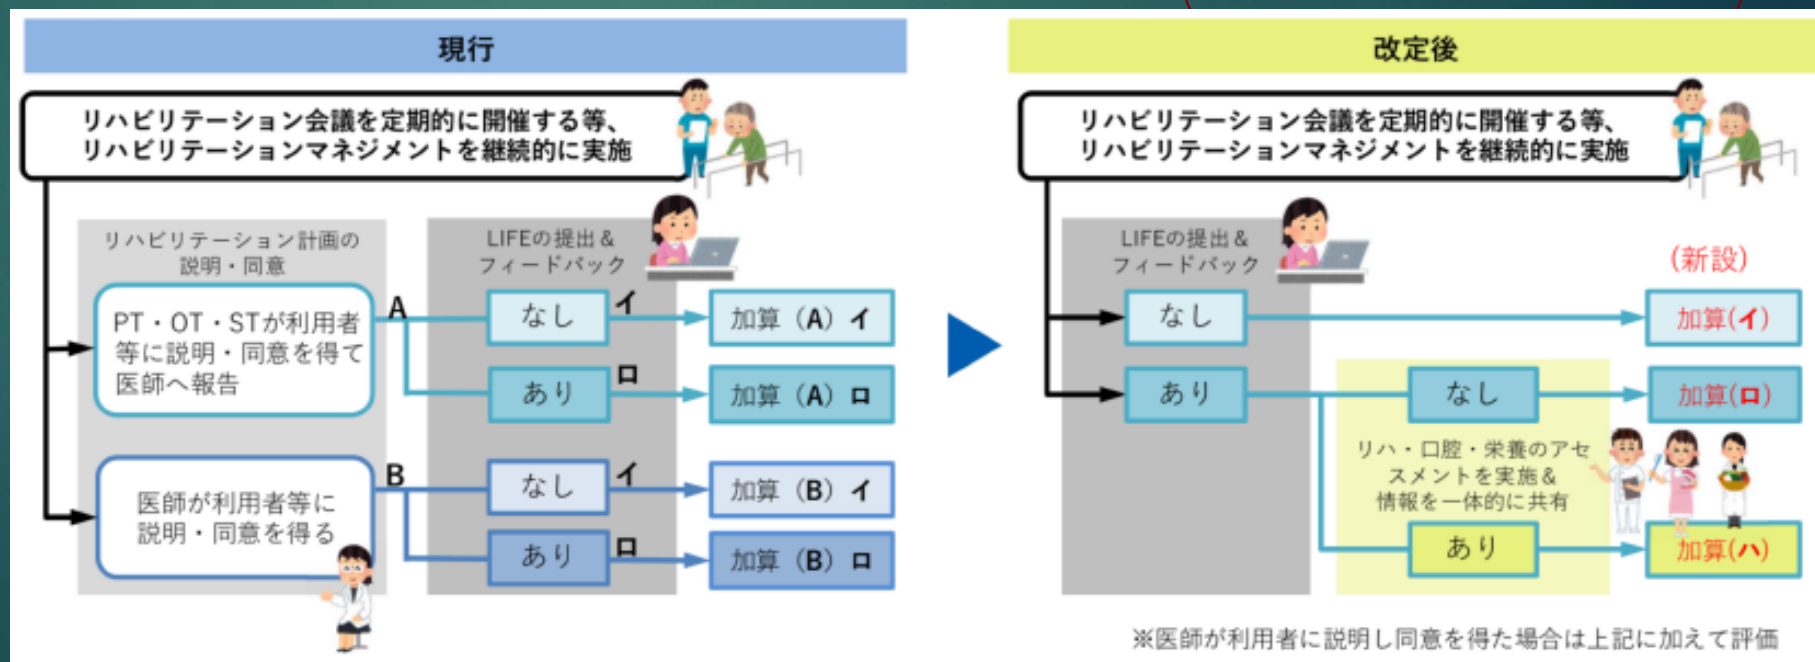 現行
リハビリテーション会議を定期的に開催する等、
リハビリテーションマネジメントを継続的に実施
リハビリテーション計画の
説明・同意
LIFEの提出＆
フィードバック
PT・OT・STが利用者
等に説明・同意を得て
医師へ報告
A
なし
イ
加算（A）イ
あり
ロ
加算（A）ロ
医師が利用者等に
説明・同意を得る
B
なし
イ
加算（B）イ
あり
ロ
加算（B）ロ
改定後
リハビリテーション会議を定期的に開催する等、
リハビリテーションマネジメントを継続的に実施
LIFEの提出＆
フィードバック
(新設)
なし
加算(イ)
あり
なし
加算(ロ)
リハ・口腔・栄養のアセ
スメントを実施＆
情報を一体的に共有
あり
加算(ハ)
※医師が利用者に説明し同意を得た場合は上記に加えて評価